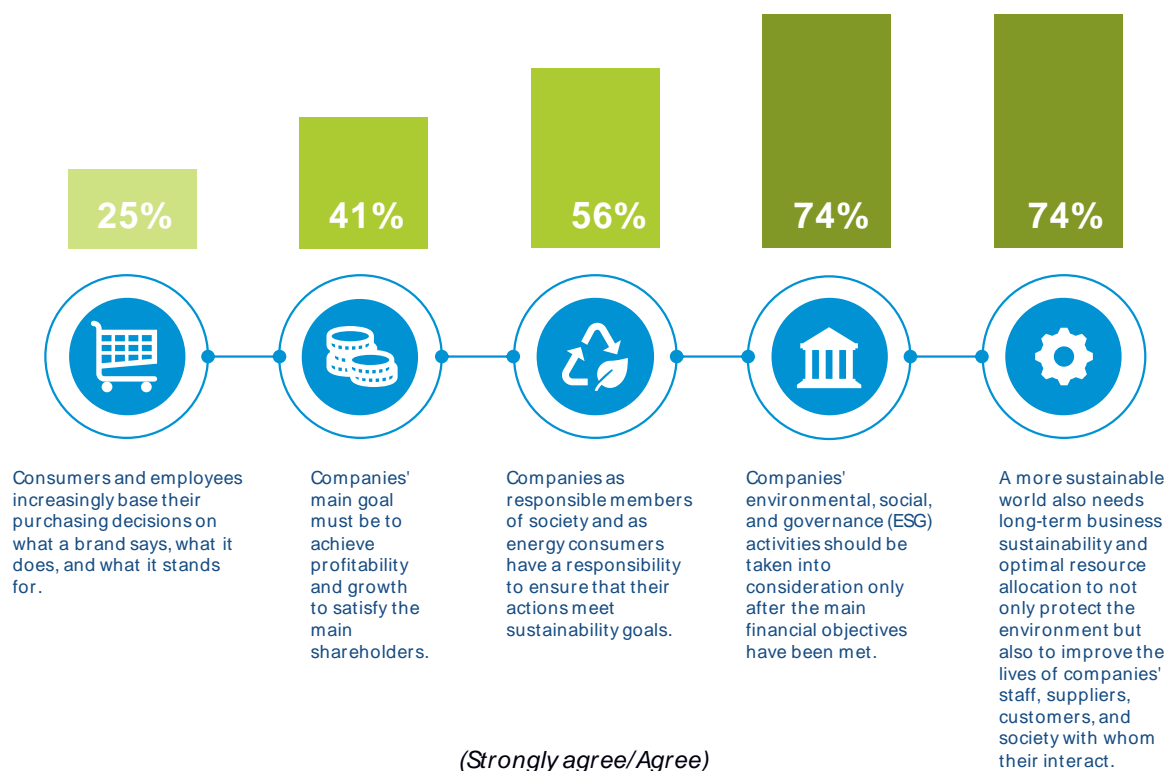 25%
41%
56%
74%
74%
Consumers and employees
increasingly base their
purchasing decisions on
what a brand says, what it
does, and what it stands
for.
Companies'
main goal
must be to
achieve
profitability
and growth
to satisfy the
main
shareholders.
Companies as
responsible members
of society and as
energy consumers
have a responsibility
to ensure that their
actions meet
sustainability goals.
Companies'
environmental, social,
and governance (ESG)
activities should be
taken into
consideration only
after the main
financial objectives
have been met.
A more sustainable
world also needs
long-term business
sustainability and
optimal resource
allocation to not
only protect the
environment but
also to improve the
lives of companies'
staff, suppliers,
customers, and
society with whom
their interact.
(Strongly agree/Agree)